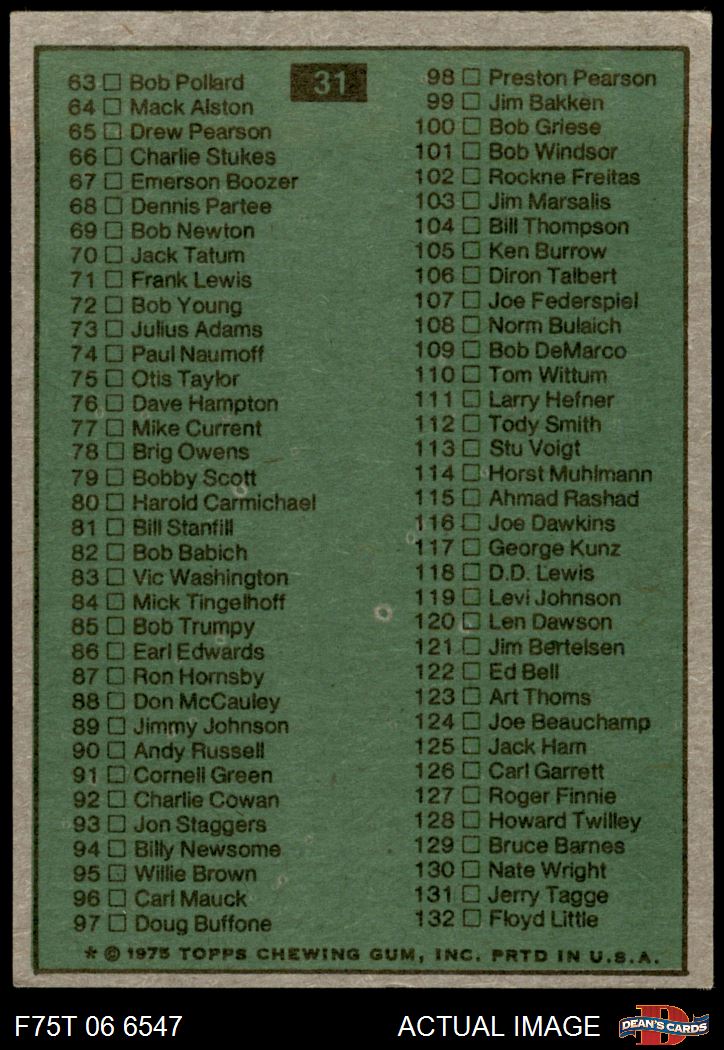 31
63 □ Bob Pollard
64 □ Mack Alston
65 □ Drew Pearson
66 □ Charlie Stukes
67 □ Emerson Boozer
68 □ Dennis Partee
69 □ Bob Newton
70 □ Jack Tatum
71 □ Frank Lewis
72 □ Bob Young
73 □ Julius Adams
74 □ Paul Naumoff
75 □ Otis Taylor
76 □ Dave Hampton
77 □ Mike Current
78 □ Brig Owens
79 □ Bobby Scott
80 □ Harold Carmichael
81 □ Bill Stanfill
82 □ Bob Babich
83 □ Vic Washington
84 □ Mick Tingelhoff
85 □ Bob Trumpy
86 □ Earl Edwards
87 □ Ron Hornsby
88 □ Don McCauley
89 □ Jimmy Johnson
90 □ Andy Russell
91 □ Cornell Green
92 □ Charlie Cowan
93 □ Jon Staggers
94 □ Billy Newsome
95 □ Willie Brown
96 □ Carl Mauck
97 □ Doug Buffone
98 □ Preston Pearson
99 □ Jim Bakken
100 □ Bob Griese
101 □ Bob Windsor
102 □ Rockne Freitas
103 □ Jim Marsalis
104 □ Bill Thompson
105 □ Ken Burrow
106 □ Diron Talbert
107 □ Joe Federspiel
108 □ Norm Bulaich
109 □ Bob DeMarco
110 □ Tom Wittum
111 □ Larry Hefner
112 □ Tody Smith
113 □ Stu Voigt
114 □ Horst Muhlmann
115 □ Ahmad Rashad
116 □ Joe Dawkins
117 □ George Kunz
118 □ D.D. Lewis
119 □ Levi Johnson
120 □ Len Dawson
121 □ Jim Bertelsen
122 □ Ed Bell
123 □ Art Thoms
124 □ Joe Beauchamp
125 □ Jack Ham
126 □ Carl Garrett
127 □ Roger Finnie
128 □ Howard Twilley
129 □ Bruce Barnes
130 □ Nate Wright
131 □ Jerry Tagge
132 □ Floyd Little
* © 1975 TOPPS CHEWING GUM, INC. PRTD IN U.S.A.
F75T 06 6547
ACTUAL IMAGE
D
DEAN'S CARDS